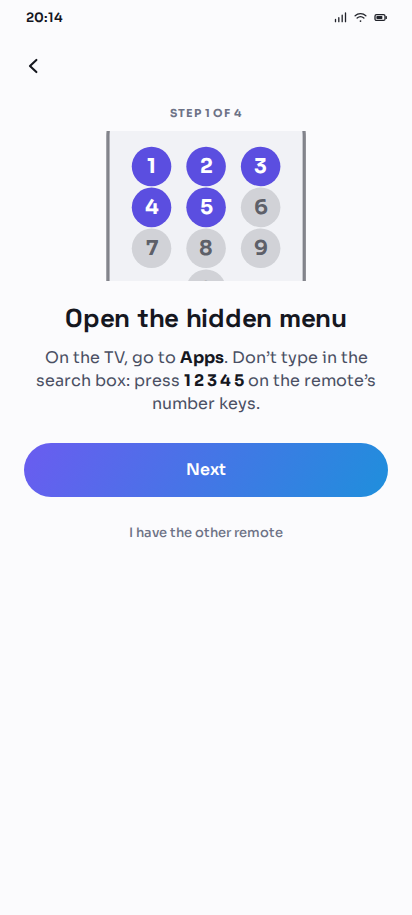 20:14
STEP 1 OF 4
1 2 3
4 5 6
7 8 9
Open the hidden menu
On the TV, go to Apps. Don’t type in the
search box: press 1 2 3 4 5 on the remote’s
number keys.
Next
I have the other remote